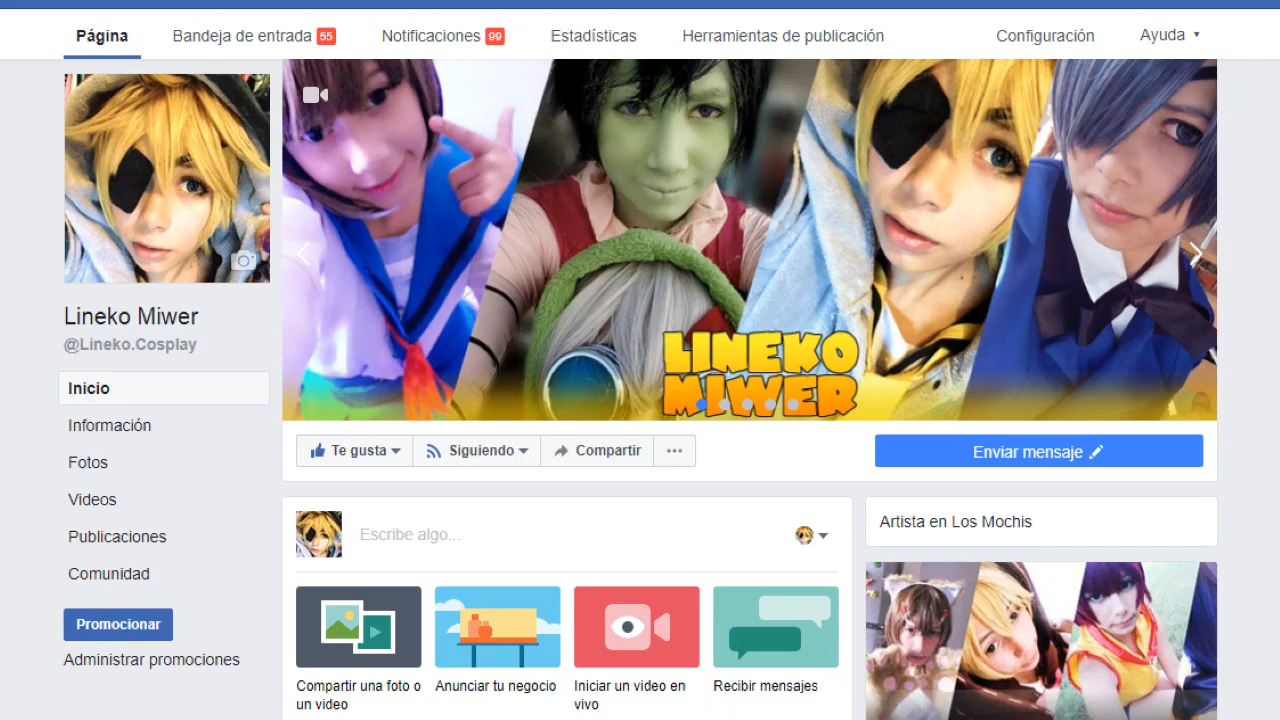 Página
Bandeja de entrada 55
Notificaciones 99
Estadísticas
Herramientas de publicación
Configuración
Ayuda
Lineko Miwer
@Lineko.Cosplay
Inicio
Información
Fotos
Videos
Publicaciones
Comunidad
Promocionar
Administrar promociones
LINEKO
MIWER
Te gusta
Siguiendo
Compartir
Enviar mensaje
Escribe algo...
Artista en Los Mochis
Compartir una foto o
un video
Anunciar tu negocio
Iniciar un video en
vivo
Recibir mensajes